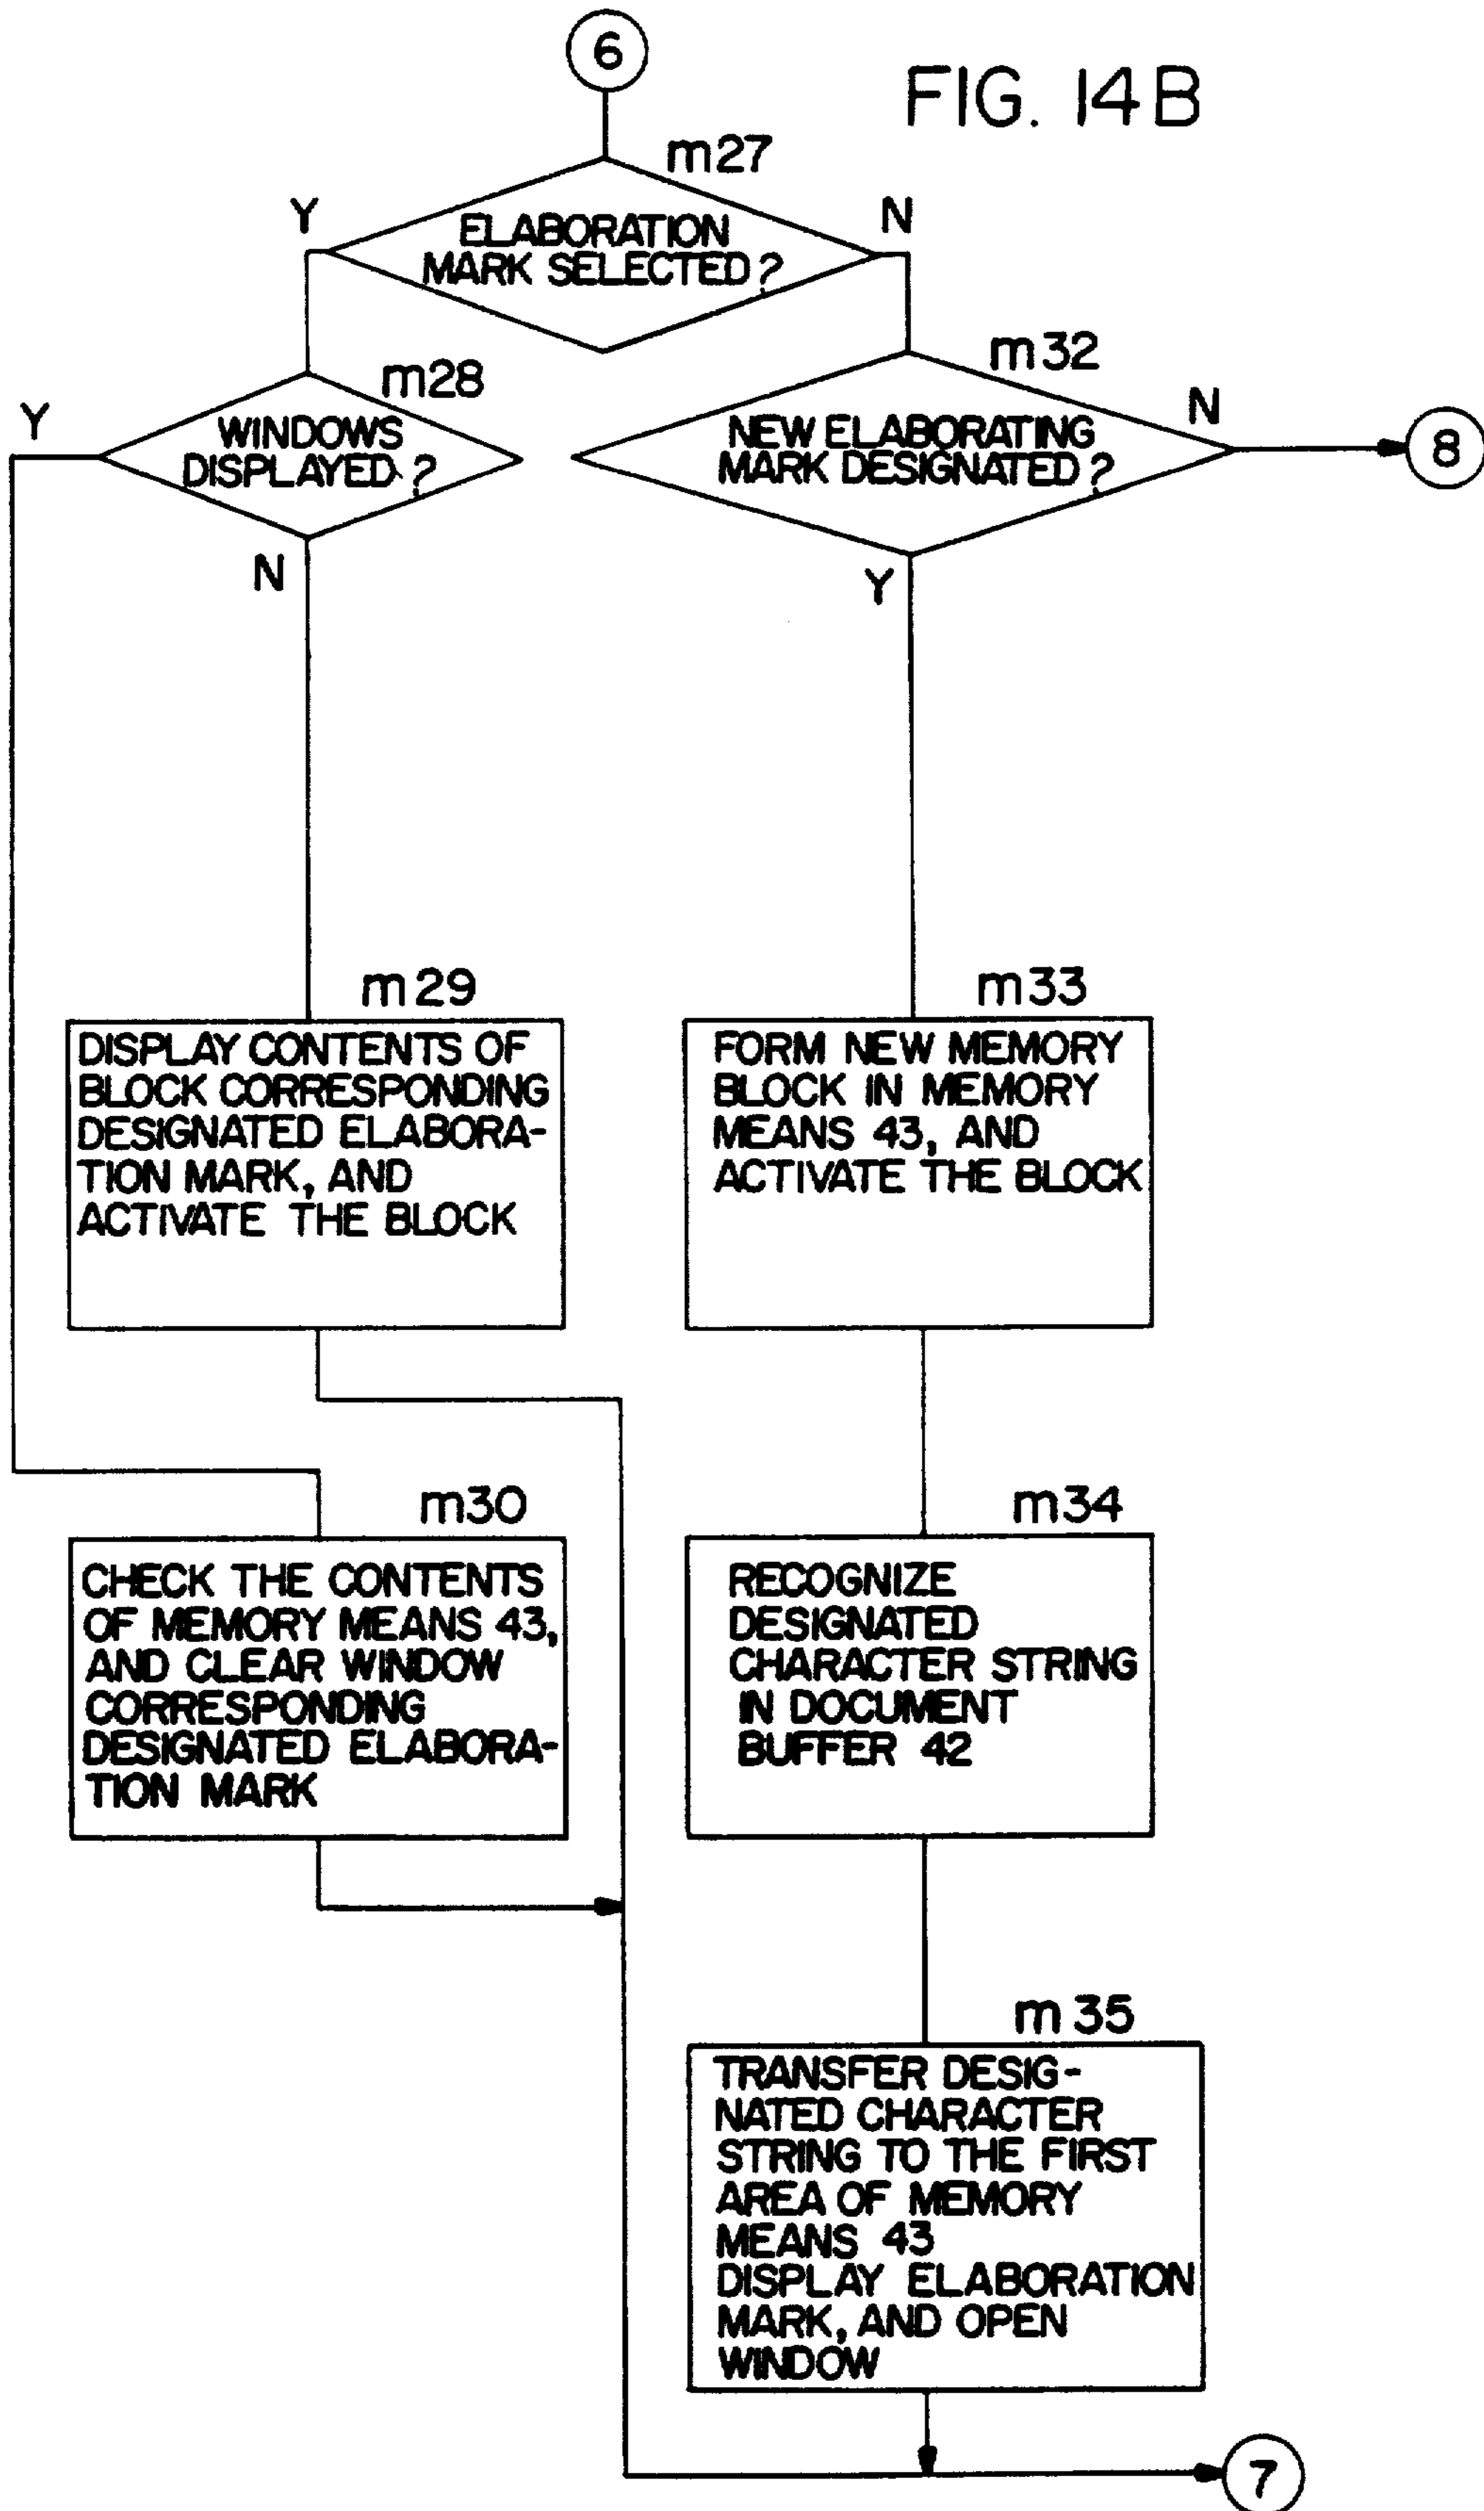 6
FIG. 14B
m27
Y
N
ELABORATION
MARK SELECTED?
m28
Y
WINDOWS
DISPLAYED?
N
m32
N
NEW ELABORATING
MARK DESIGNATED?
8
Y
m29
DISPLAY CONTENTS OF
BLOCK CORRESPONDING
DESIGNATED ELABORA-
TION MARK, AND
ACTIVATE THE BLOCK
m33
FORM NEW MEMORY
BLOCK IN MEMORY
MEANS 43, AND
ACTIVATE THE BLOCK
m30
CHECK THE CONTENTS
OF MEMORY MEANS 43,
AND CLEAR WINDOW
CORRESPONDING
DESIGNATED ELABORA-
TION MARK
m34
RECOGNIZE
DESIGNATED
CHARACTER STRING
IN DOCUMENT
BUFFER 42
m35
TRANSFER DESIG-
NATED CHARACTER
STRING TO THE FIRST
AREA OF MEMORY
MEANS 43
DISPLAY ELABORATION
MARK, AND OPEN
WINDOW
7